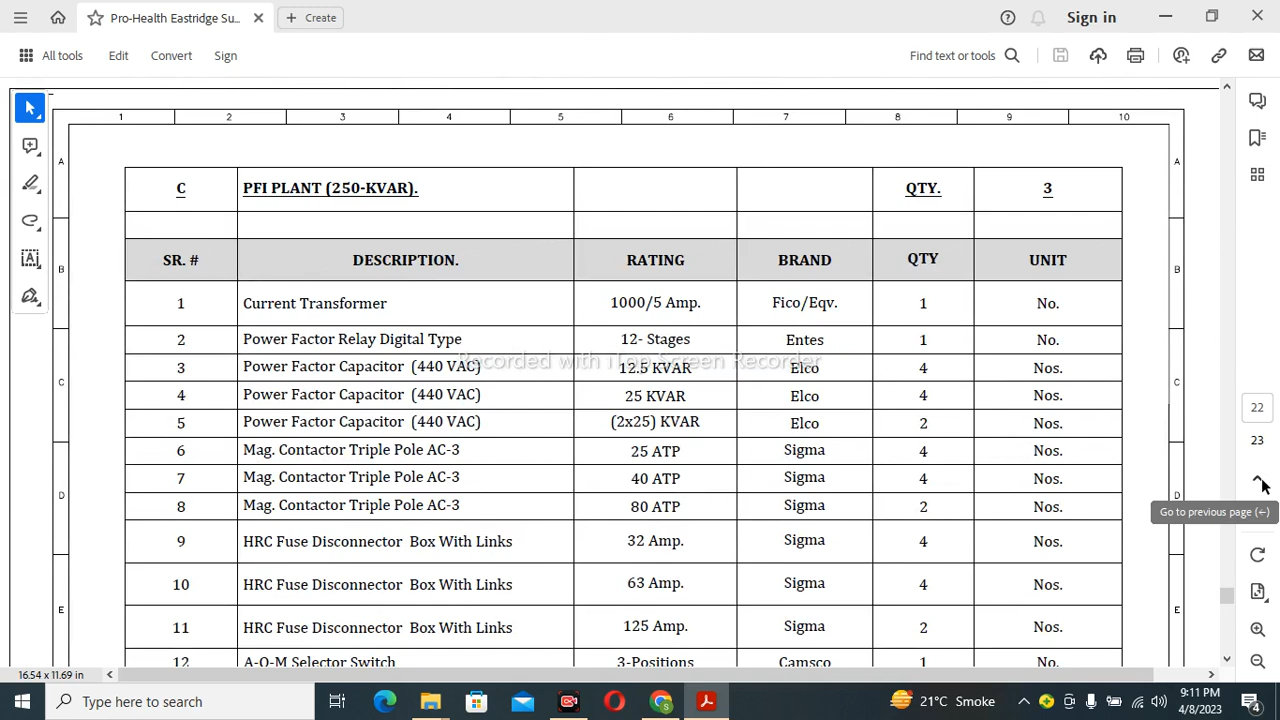 Pro-Health Eastridge Su...
Create
Sign in
All tools Edit Convert Sign
Find text or tools
1 2 3 4 5 6 7 8 9 10
A A
C PFI PLANT (250-KVAR). QTY. 3
B SR. # DESCRIPTION. RATING BRAND QTY UNIT B
1 Current Transformer 1000/5 Amp. Fico/Eqv. 1 No.
2 Power Factor Relay Digital Type 12- Stages Entes 1 No.
Recorded with iTop Screen Recorder
3 Power Factor Capacitor (440 VAC) 12.5 KVAR Elco 4 Nos.
C C
4 Power Factor Capacitor (440 VAC) 25 KVAR Elco 4 Nos.
22
5 Power Factor Capacitor (440 VAC) (2x25) KVAR Elco 2 Nos.
23
6 Mag. Contactor Triple Pole AC-3 25 ATP Sigma 4 Nos.
7 Mag. Contactor Triple Pole AC-3 40 ATP Sigma 4 Nos.
D D
8 Mag. Contactor Triple Pole AC-3 80 ATP Sigma 2 Nos.
Go to previous page (←)
9 HRC Fuse Disconnector Box With Links 32 Amp. Sigma 4 Nos.
10 HRC Fuse Disconnector Box With Links 63 Amp. Sigma 4 Nos.
E E
11 HRC Fuse Disconnector Box With Links 125 Amp. Sigma 2 Nos.
12 A-O-M Selector Switch 3-Positions Camsco 1 No.
16.54 x 11.69 in
Type here to search
21°C Smoke
9:11 PM
4/8/2023
4